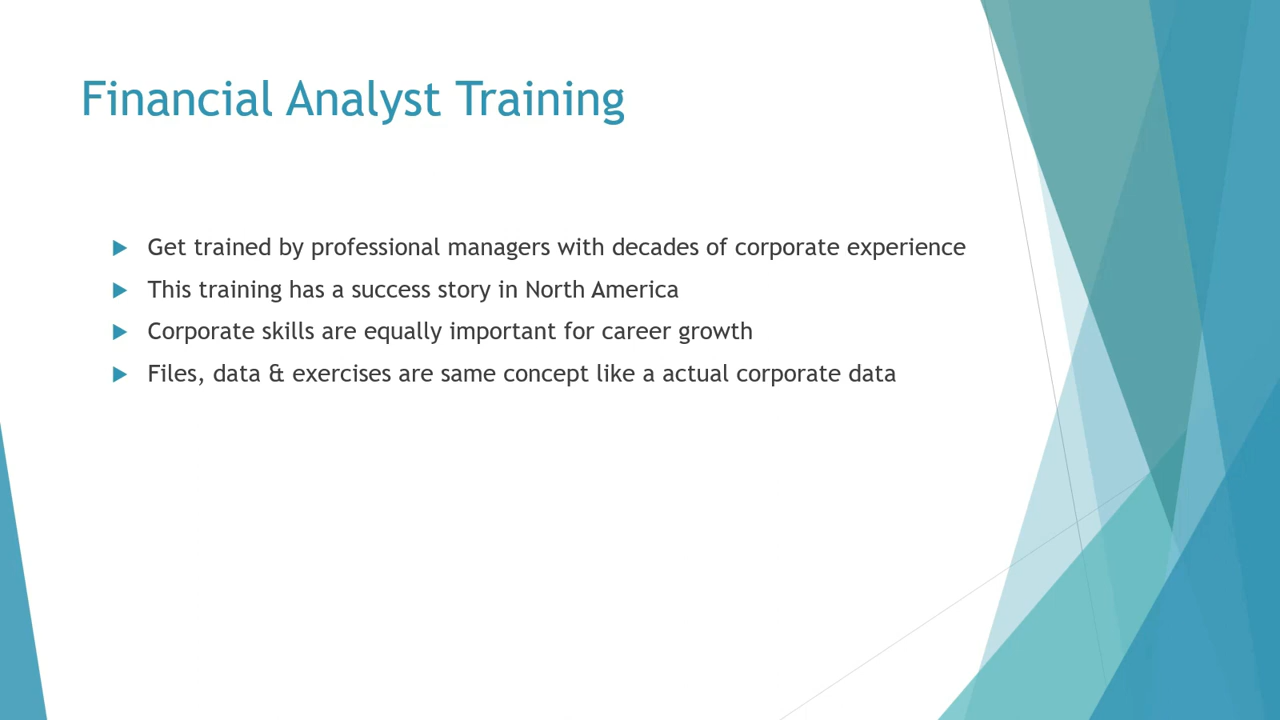 Financial Analyst Training
Get trained by professional managers with decades of corporate experience
This training has a success story in North America
Corporate skills are equally important for career growth
Files, data & exercises are same concept like a actual corporate data